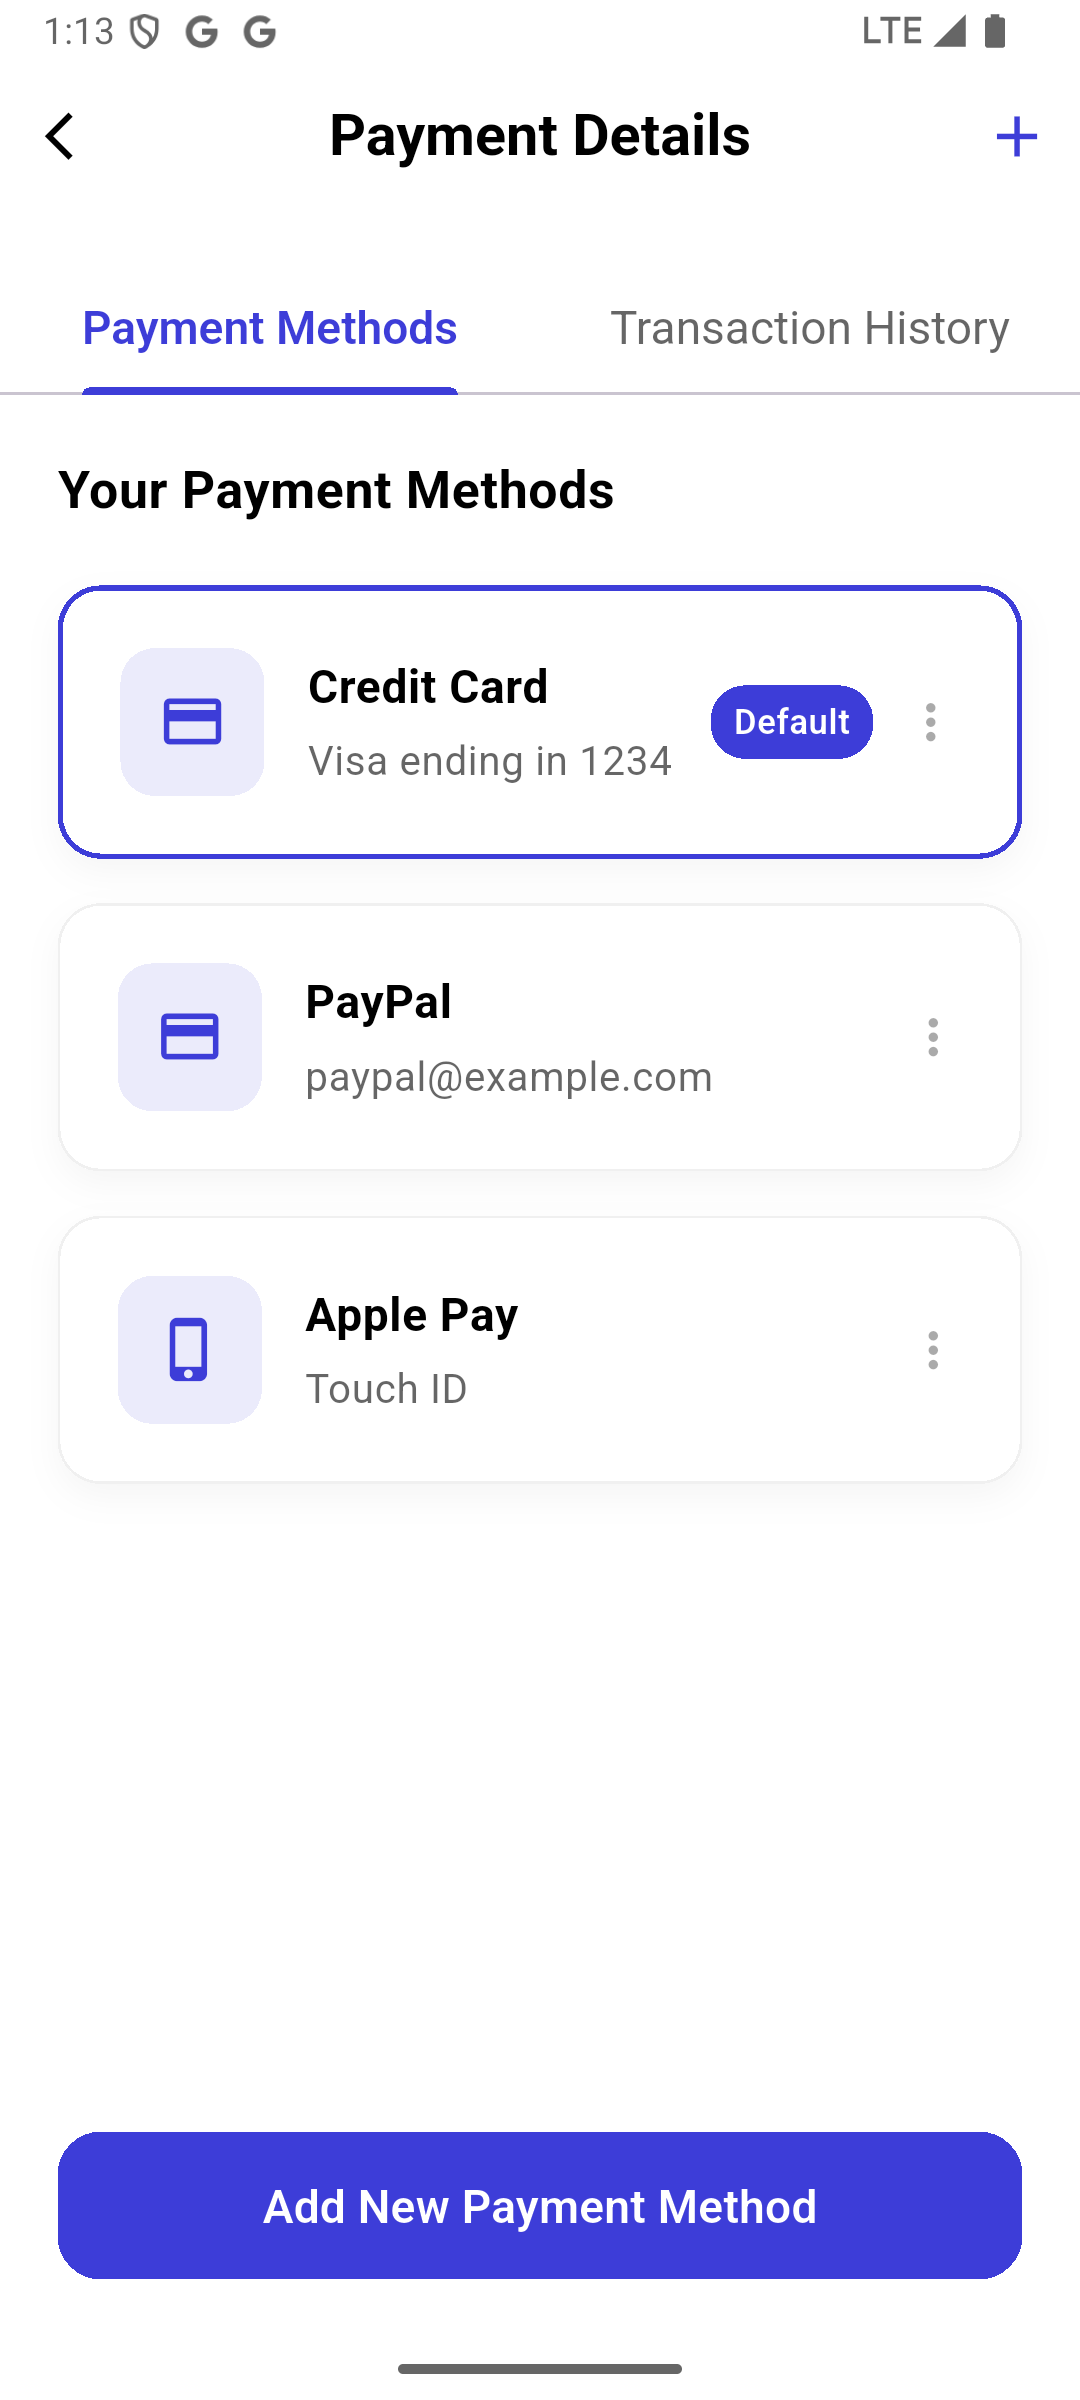 1:13 LTE
Payment Details
Payment Methods Transaction History
Your Payment Methods
Credit Card
Visa ending in 1234
Default
PayPal
paypal@example.com
Apple Pay
Touch ID
Add New Payment Method